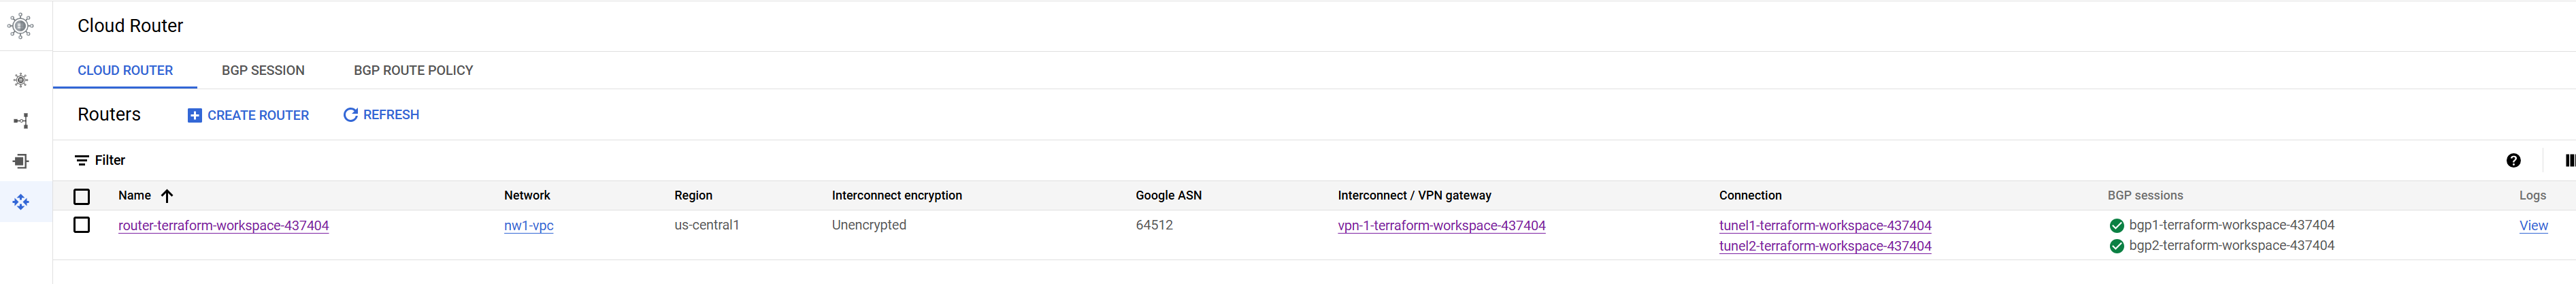 Cloud Router
CLOUD ROUTER BGP SESSION BGP ROUTE POLICY
Routers CREATE ROUTER REFRESH
Filter
Name Network Region Interconnect encryption Google ASN Interconnect / VPN gateway Connection BGP sessions Logs
router-terraform-workspace-437404 nw1-vpc us-central1 Unencrypted 64512 vpn-1-terraform-workspace-437404 tunel1-terraform-workspace-437404 bgp1-terraform-workspace-437404 View
tunel2-terraform-workspace-437404 bgp2-terraform-workspace-437404